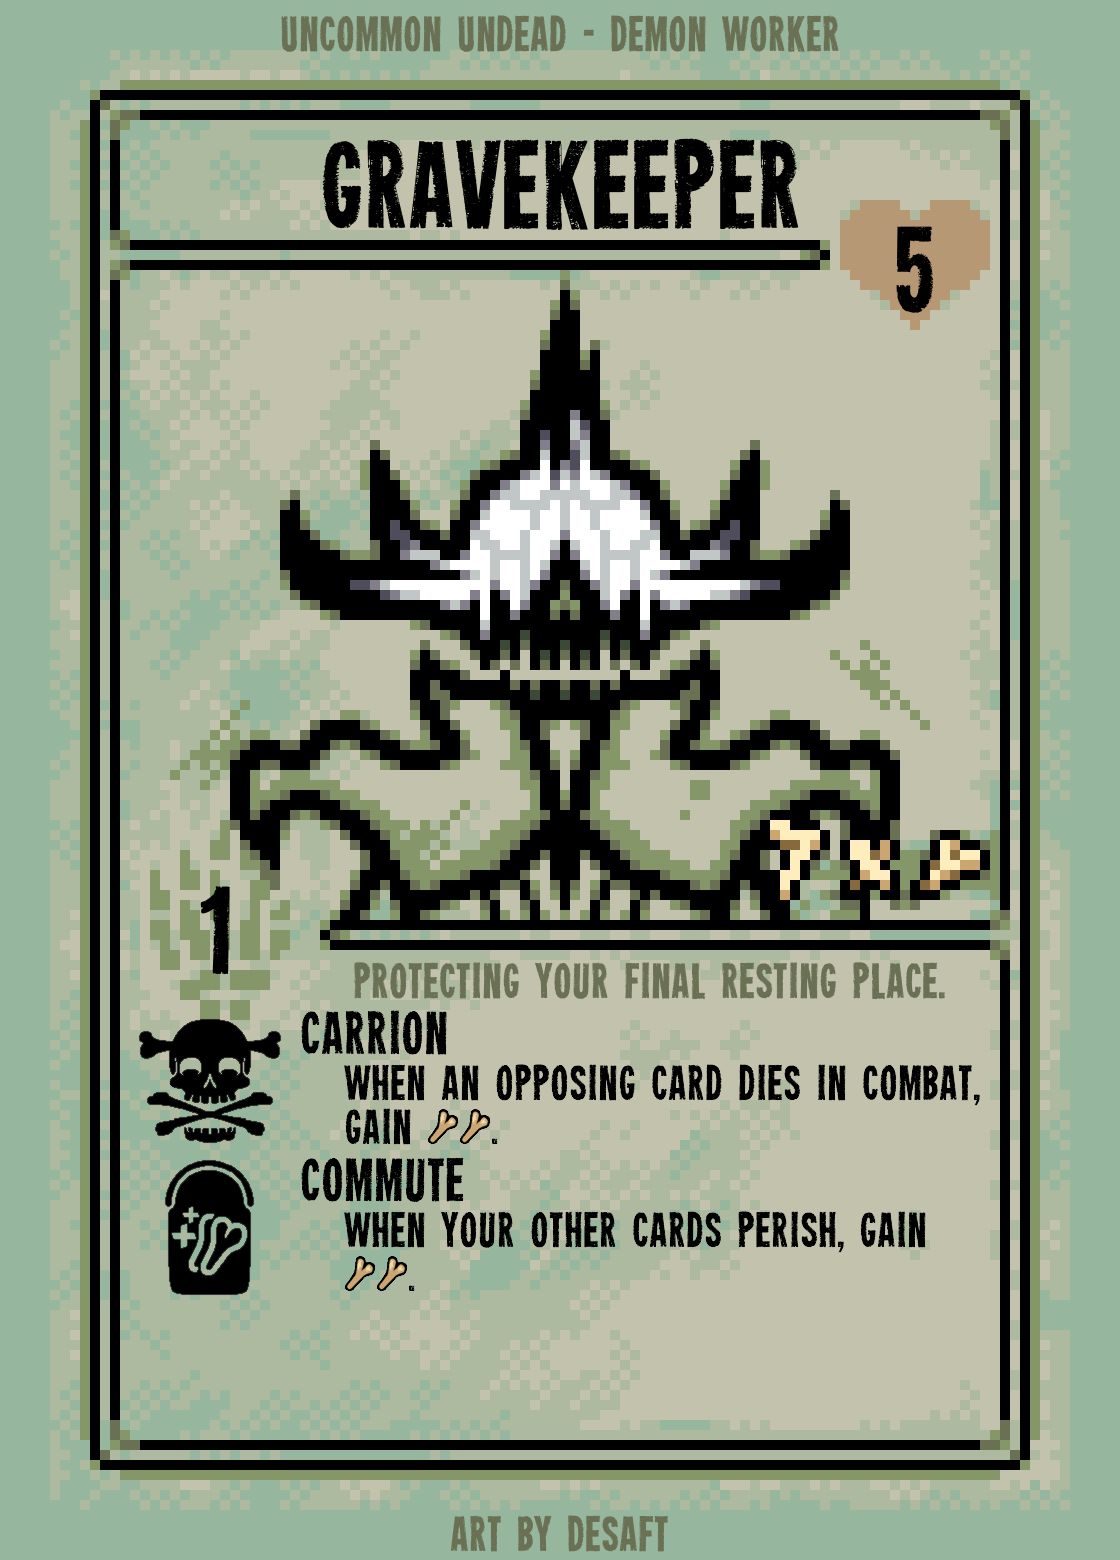 UNCOMMON UNDEAD - DEMON WORKER
GRAVEKEEPER
5
1
PROTECTING YOUR FINAL RESTING PLACE.
CARRION
WHEN AN OPPOSING CARD DIES IN COMBAT,
GAIN .
COMMUTE
WHEN YOUR OTHER CARDS PERISH, GAIN
.
ART BY DESAFT